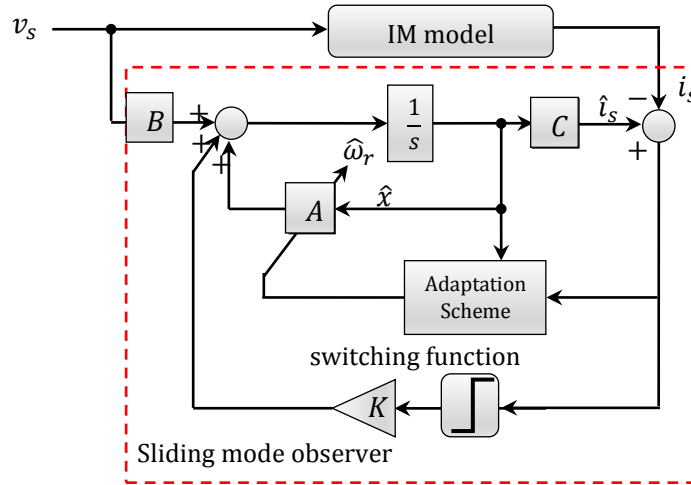 v_s
IM model
−
i_s
B
+
+
+
1
s
C
î_s
+
ω̂_r
A
x̂
Adaptation
Scheme
switching function
K
Sliding mode observer